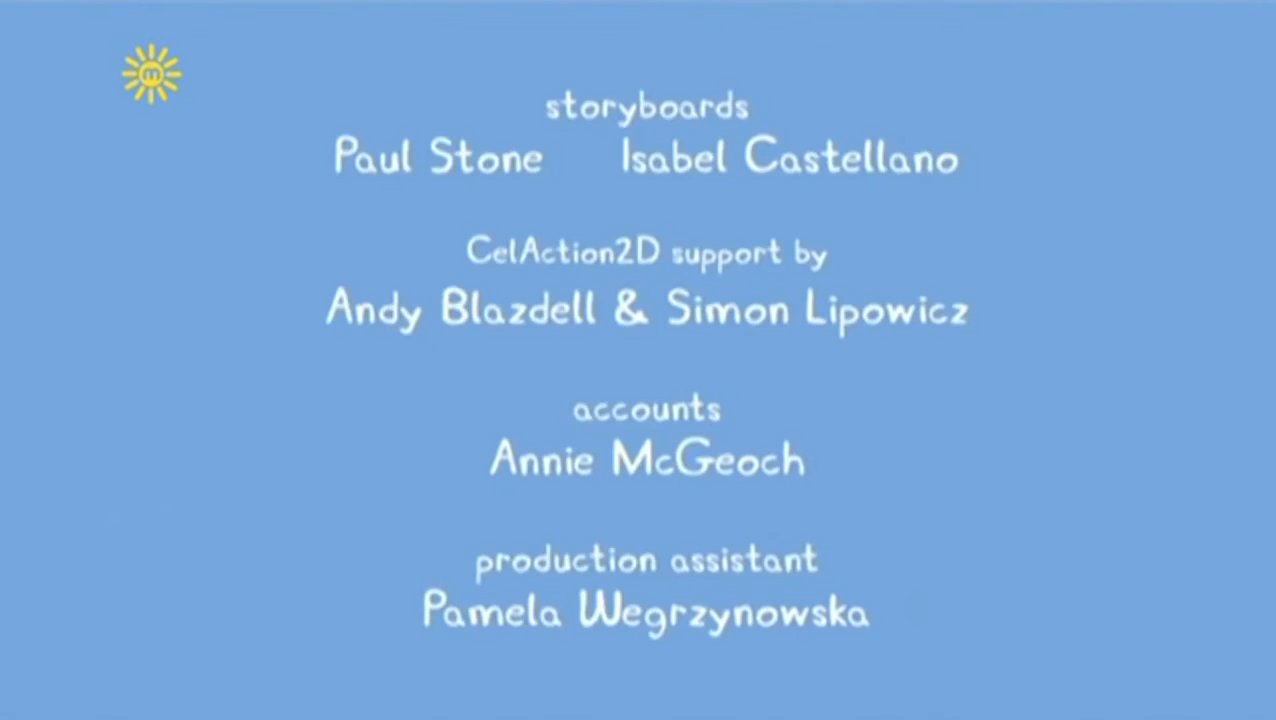 m
storyboards
Paul Stone Isabel Castellano
CelAction2D support by
Andy Blazdell & Simon Lipowicz
accounts
Annie McGeoch
production assistant
Pamela Wegrzynowska